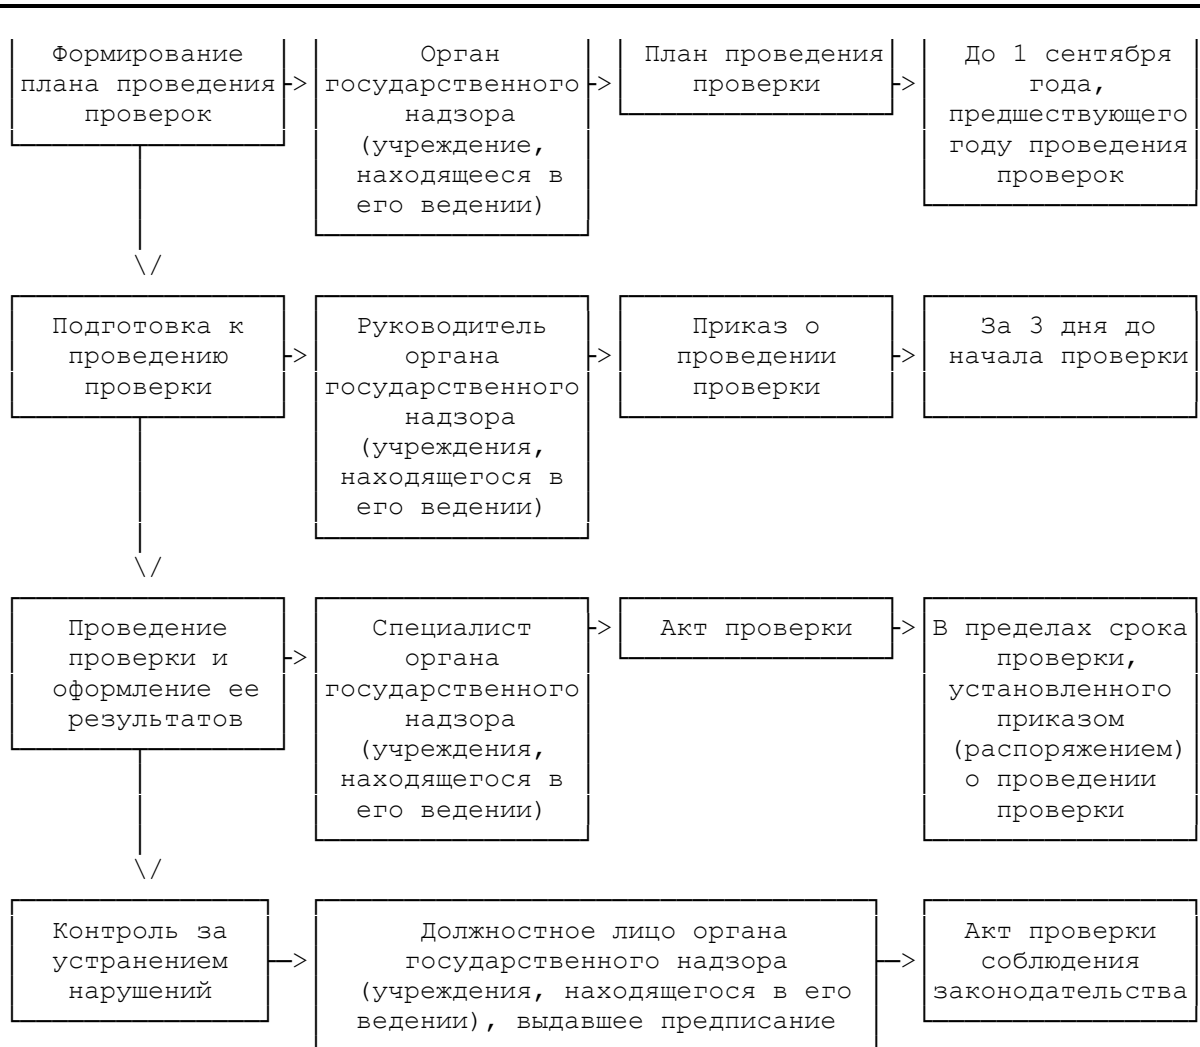 Формирование
плана проведения
проверок
->
Орган
государственного
надзора
(учреждение,
находящееся в
его ведении)
->
План проведения
проверки
->
До 1 сентября
года,
предшествующего
году проведения
проверок
\/
Подготовка к
проведению
проверки
->
Руководитель
органа
государственного
надзора
(учреждения,
находящегося в
его ведении)
->
Приказ о
проведении
проверки
->
За 3 дня до
начала проверки
\/
Проведение
проверки и
оформление ее
результатов
->
Специалист
органа
государственного
надзора
(учреждения,
находящегося в
его ведении)
->
Акт проверки
->
В пределах срока
проверки,
установленного
приказом
(распоряжением)
о проведении
проверки
\/
Контроль за
устранением
нарушений
->
Должностное лицо органа
государственного надзора
(учреждения, находящегося в его
ведении), выдавшее предписание
->
Акт проверки
соблюдения
законодательства